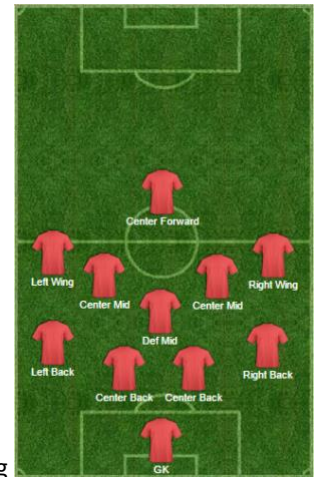 Center Forward
Left Wing
Right Wing
Center Mid
Center Mid
Def Mid
Left Back
Right Back
Center Back
Center Back
g
GK